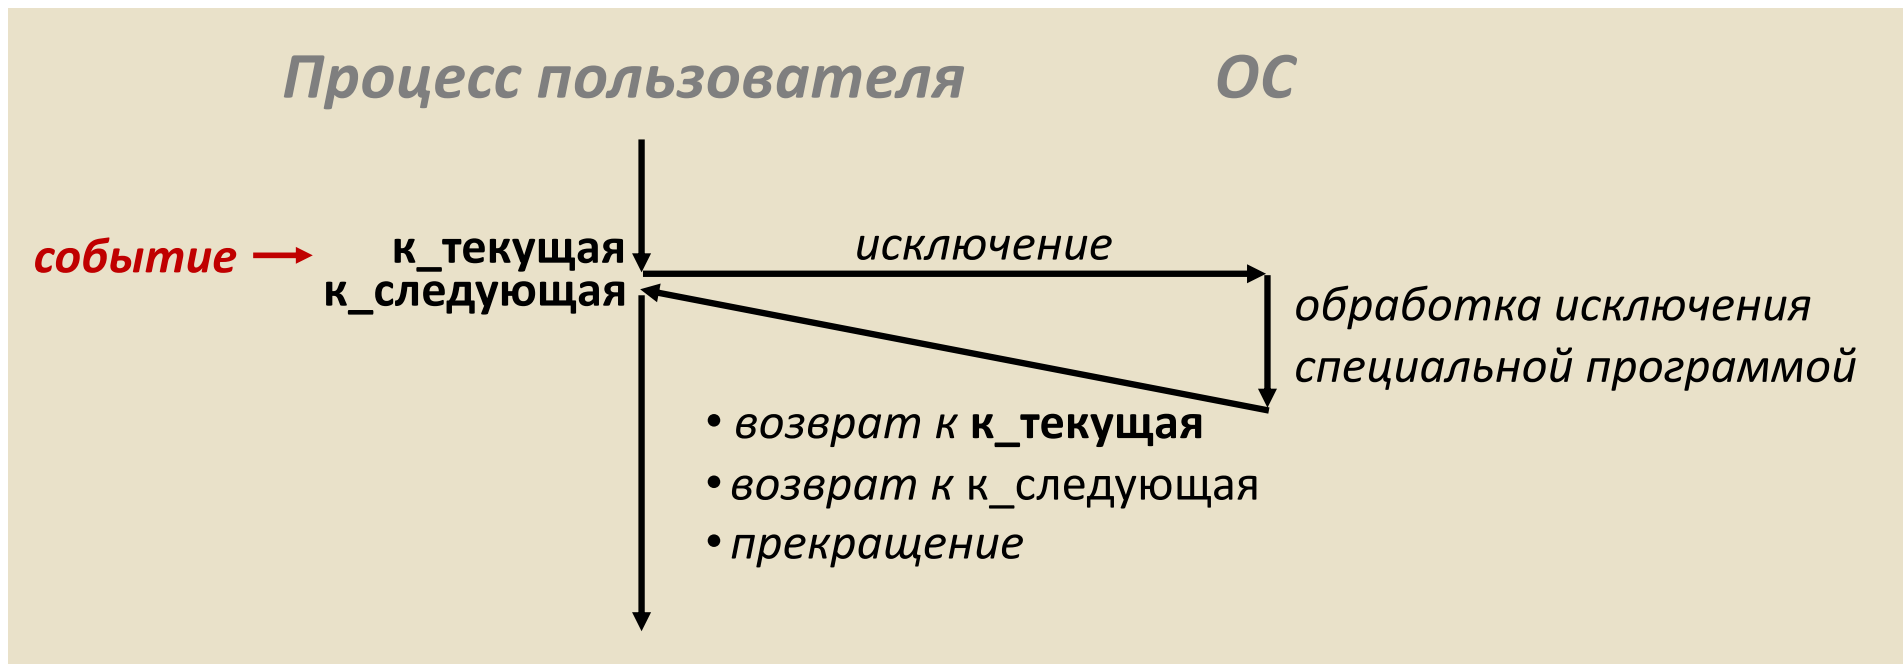 Процесс пользователя ОС
событие
к_текущая
исключение
к_следующая
обработка исключения
специальной программой
• возврат к к_текущая
• возврат к к_следующая
• прекращение